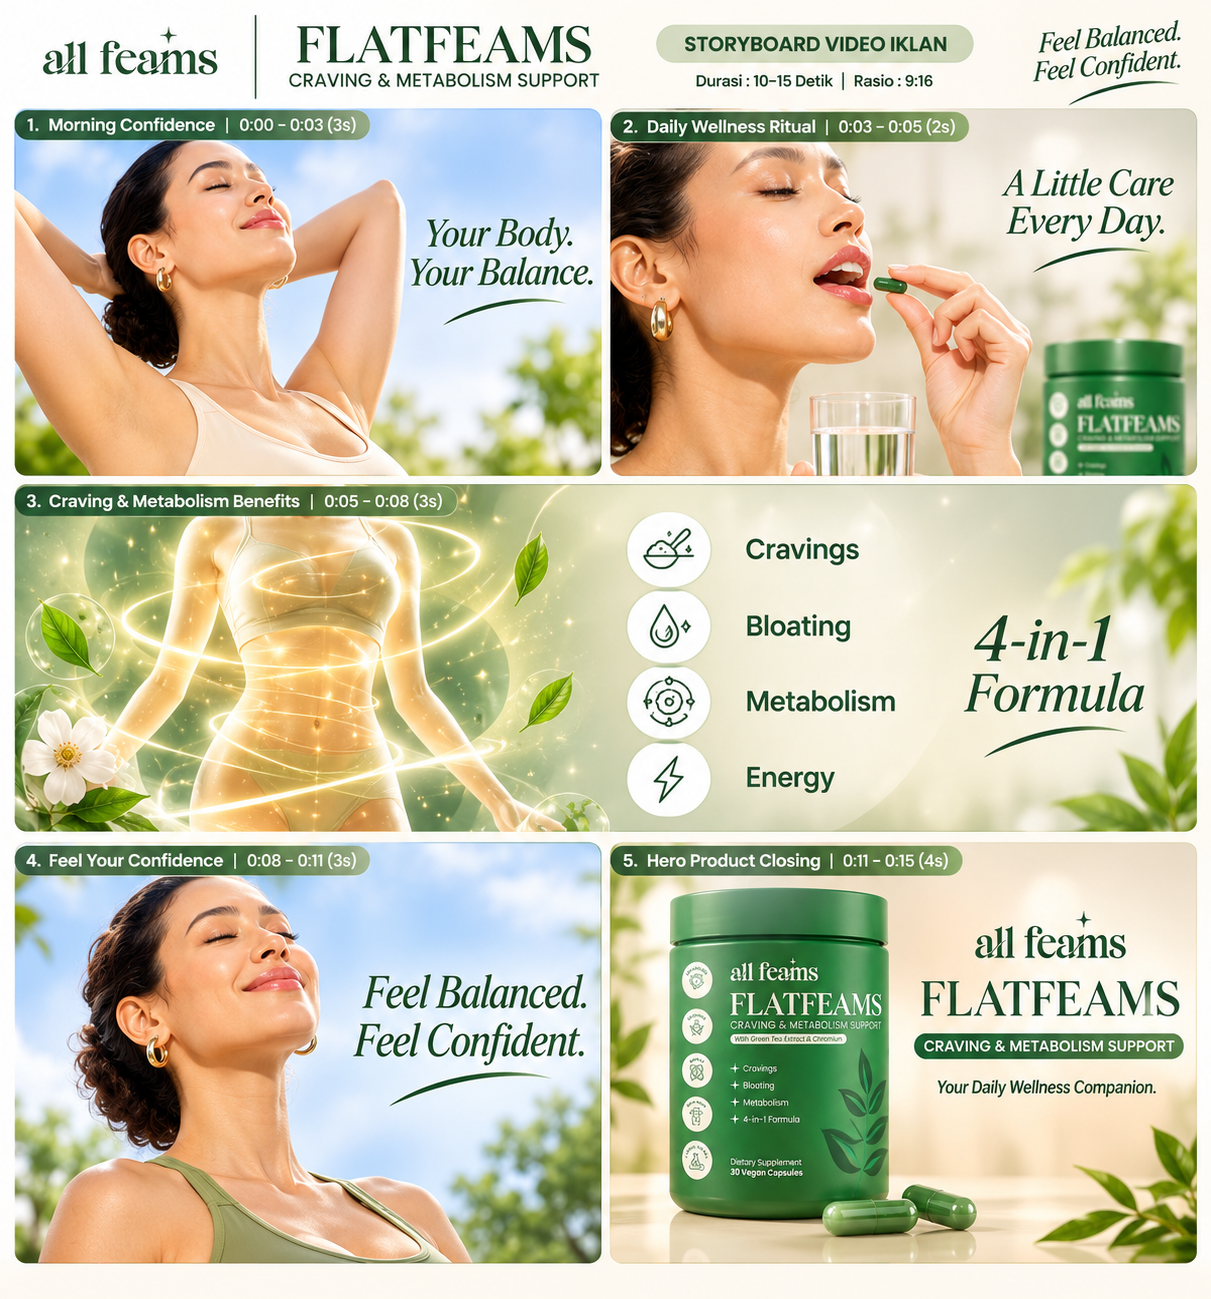 all feams
FLATFEAMS
CRAVING & METABOLISM SUPPORT
STORYBOARD VIDEO IKLAN
Durasi : 10–15 Detik | Rasio : 9:16
Feel Balanced.
Feel Confident.
1. Morning Confidence | 0:00 – 0:03 (3s)
Your Body.
Your Balance.
2. Daily Wellness Ritual | 0:03 – 0:05 (2s)
A Little Care
Every Day.
all feams
FLATFEAMS
CRAVING & METABOLISM SUPPORT
3. Craving & Metabolism Benefits | 0:05 – 0:08 (3s)
Cravings
Bloating
Metabolism
Energy
4-in-1
Formula
4. Feel Your Confidence | 0:08 – 0:11 (3s)
Feel Balanced.
Feel Confident.
5. Hero Product Closing | 0:11 – 0:15 (4s)
all feams
FLATFEAMS
CRAVING & METABOLISM SUPPORT
With Green Tea Extract & Chromiun
Cravings
Bloating
Metabolism
4-in-1 Formula
Dietary Supplement
30 Vegan Capsules
all feams
FLATFEAMS
CRAVING & METABOLISM SUPPORT
Your Daily Wellness Companion.